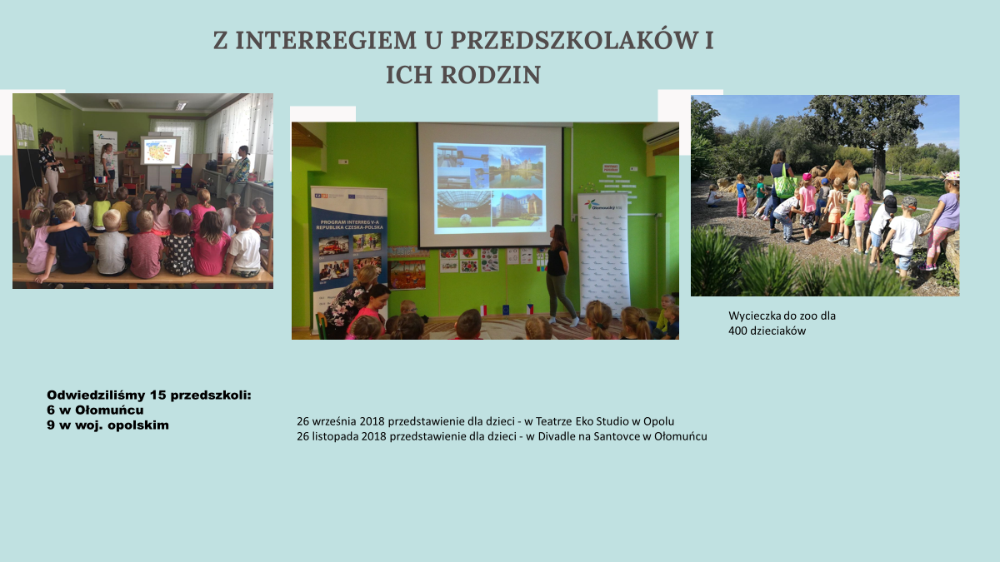 Z INTERREGIEM U PRZEDSZKOLAKÓW I
ICH RODZIN
PROGRAM INTERREG V-A
REPUBLIKA CZESKA-POLSKA
Olomoucký kraj
Wycieczka do zoo dla
400 dzieciaków
Odwiedziliśmy 15 przedszkoli:
6 w Ołomuńcu
9 w woj. opolskim
26 września 2018 przedstawienie dla dzieci - w Teatrze Eko Studio w Opolu
26 listopada 2018 przedstawienie dla dzieci - w Divadle na Santovce w Ołomuńcu